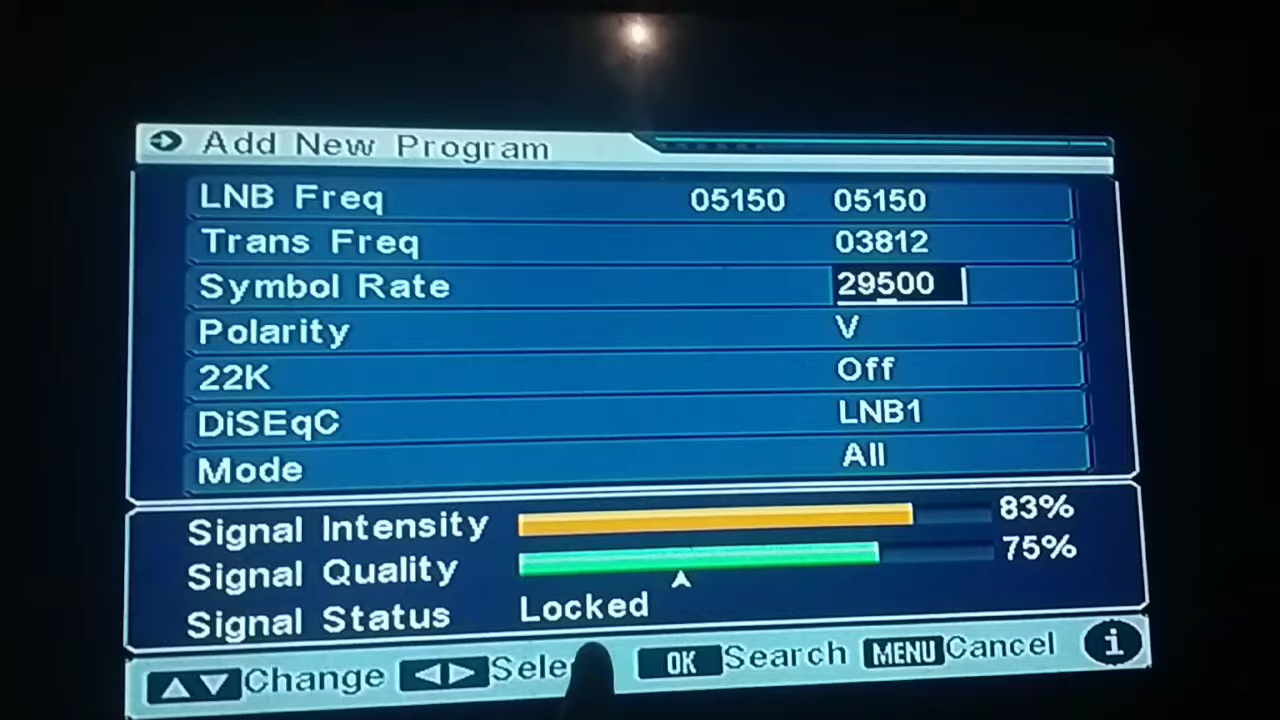 Add New Program
LNB Freq 05150 05150
Trans Freq 03812
Symbol Rate 29500
Polarity V
22K Off
DiSEqC LNB1
Mode All
Signal Intensity 83%
Signal Quality 75%
Signal Status Locked
Change Sele OK Search MENU Cancel i